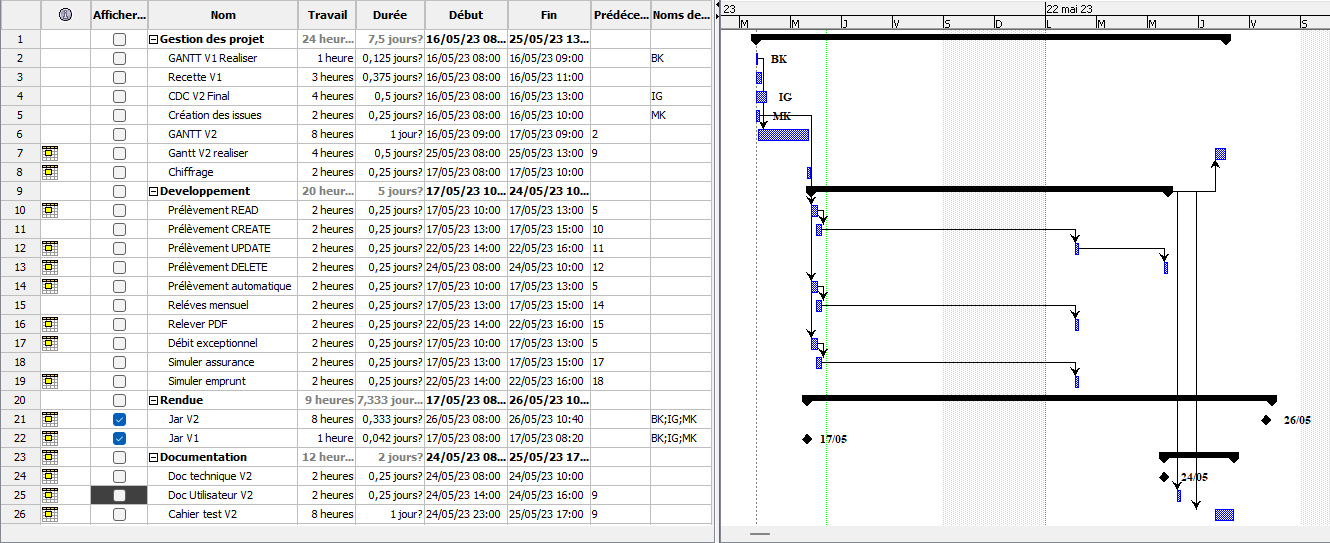 Afficher... Nom Travail Durée Début Fin Prédéce... Noms de...
1 Gestion des projet 24 heur... 7,5 jours? 16/05/23 08... 25/05/23 13...
2 GANTT V1 Realiser 1 heure 0,125 jours? 16/05/23 08:00 16/05/23 09:00 BK
3 Recette V1 3 heures 0,375 jours? 16/05/23 08:00 16/05/23 11:00
4 CDC V2 Final 4 heures 0,5 jours? 16/05/23 08:00 16/05/23 13:00 IG
5 Création des issues 2 heures 0,25 jours? 16/05/23 08:00 16/05/23 10:00 MK
6 GANTT V2 8 heures 1 jour? 16/05/23 09:00 17/05/23 09:00 2
7 Gantt V2 realiser 4 heures 0,5 jours? 25/05/23 08:00 25/05/23 13:00 9
8 Chiffrage 2 heures 0,25 jours? 17/05/23 08:00 17/05/23 10:00
9 Developpement 20 heur... 5 jours? 17/05/23 10... 24/05/23 10...
10 Prélèvement READ 2 heures 0,25 jours? 17/05/23 10:00 17/05/23 13:00 5
11 Prélèvement CREATE 2 heures 0,25 jours? 17/05/23 13:00 17/05/23 15:00 10
12 Prélèvement UPDATE 2 heures 0,25 jours? 22/05/23 14:00 22/05/23 16:00 11
13 Prélèvement DELETE 2 heures 0,25 jours? 24/05/23 08:00 24/05/23 10:00 12
14 Prélèvement automatique 2 heures 0,25 jours? 17/05/23 10:00 17/05/23 13:00 5
15 Reléves mensuel 2 heures 0,25 jours? 17/05/23 13:00 17/05/23 15:00 14
16 Relever PDF 2 heures 0,25 jours? 22/05/23 14:00 22/05/23 16:00 15
17 Débit exceptionnel 2 heures 0,25 jours? 17/05/23 10:00 17/05/23 13:00 5
18 Simuler assurance 2 heures 0,25 jours? 17/05/23 13:00 17/05/23 15:00 17
19 Simuler emprunt 2 heures 0,25 jours? 22/05/23 14:00 22/05/23 16:00 18
20 Rendue 9 heures 7,333 jour... 17/05/23 08... 26/05/23 10...
21 Jar V2 8 heures 0,333 jours? 26/05/23 08:00 26/05/23 10:40 BK;IG;MK
22 Jar V1 1 heure 0,042 jours? 17/05/23 08:00 17/05/23 08:20 BK;IG;MK
23 Documentation 12 heur... 2 jours? 24/05/23 08... 25/05/23 17...
24 Doc technique V2 2 heures 0,25 jours? 24/05/23 08:00 24/05/23 10:00
25 Doc Utilisateur V2 2 heures 0,25 jours? 24/05/23 14:00 24/05/23 16:00 9
26 Cahier test V2 8 heures 1 jour? 24/05/23 23:00 25/05/23 17:00 9
23 22 mai 23
M M J V S D L M M J V S
BK
IG
MK
26/05
17/05
24/05